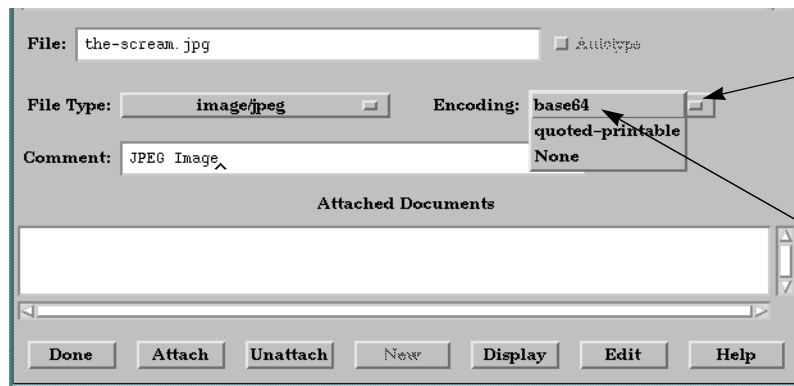 File: the-scream.jpg Autotype
File Type: image/jpeg Encoding: base64
quoted-printable
None
Comment: JPEG Image
Attached Documents
Done Attach Unattach New Display Edit Help